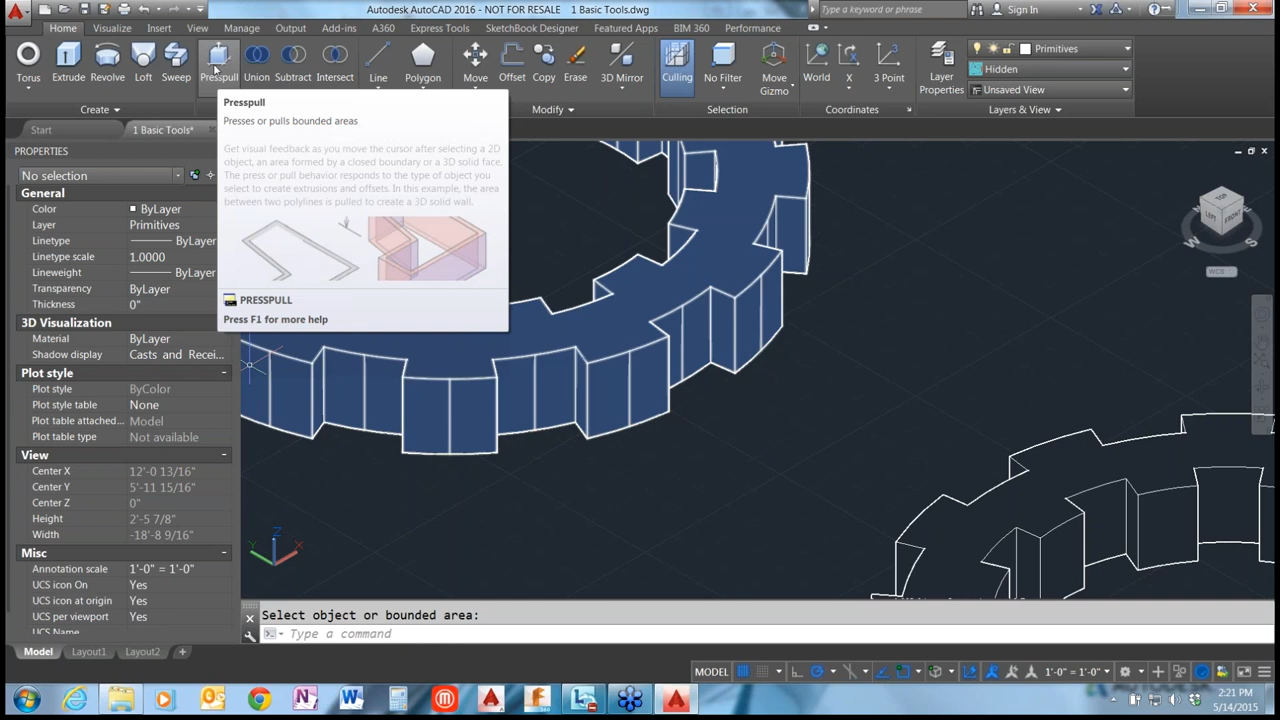 Autodesk AutoCAD 2016 - NOT FOR RESALE 1 Basic Tools.dwg
Type a keyword or phrase
Sign In
Home Visualize Insert View Manage Output Add-ins A360 Express Tools SketchBook Designer Featured Apps BIM 360 Performance
Torus Extrude Revolve Loft Sweep Presspull Union Subtract Intersect Line Polygon Move Offset Copy Erase 3D Mirror Culling No Filter Move Gizmo World X 3 Point Layer Properties
Primitives
Hidden
Unsaved View
Create Modify Selection Coordinates Layers & View
Start 1 Basic Tools*
PROPERTIES
No selection
General
Color ByLayer
Layer Primitives
Linetype ByLayer
Linetype scale 1.0000
Lineweight ByLayer
Transparency ByLayer
Thickness 0"
3D Visualization
Material ByLayer
Shadow display Casts and Recei...
Plot style
Plot style ByColor
Plot style table None
Plot table attached... Model
Plot table type Not available
View
Center X 12'-0 13/16"
Center Y 5'-11 15/16"
Center Z 0"
Height 2'-5 7/8"
Width -18'-8 9/16"
Misc
Annotation scale 1'-0" = 1'-0"
UCS icon On Yes
UCS icon at origin Yes
UCS per viewport Yes
UCS Name
Presspull
Presses or pulls bounded areas
Get visual feedback as you move the cursor after selecting a 2D
object, an area formed by a closed boundary or a 3D solid face.
The press or pull behavior responds to the type of object you
select to create extrusions and offsets. In this example, the area
between two polylines is pulled to create a 3D solid wall.
PRESSPULL
Press F1 for more help
TOP
LEFT FRONT
W S
WCS
Z
Y X
Select object or bounded area:
Type a command
Model Layout1 Layout2 +
MODEL 1'-0" = 1'-0"
2:21 PM
5/14/2015